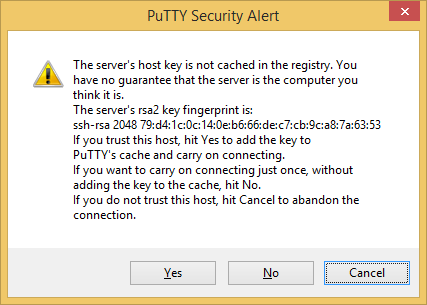 PuTTY Security Alert
The server's host key is not cached in the registry. You
have no guarantee that the server is the computer you
think it is.
The server's rsa2 key fingerprint is:
ssh-rsa 2048 79:d4:1c:0c:14:0e:b6:66:de:c7:cb:9c:a8:7a:63:53
If you trust this host, hit Yes to add the key to
PuTTY's cache and carry on connecting.
If you want to carry on connecting just once, without
adding the key to the cache, hit No.
If you do not trust this host, hit Cancel to abandon the
connection.
Yes
No
Cancel